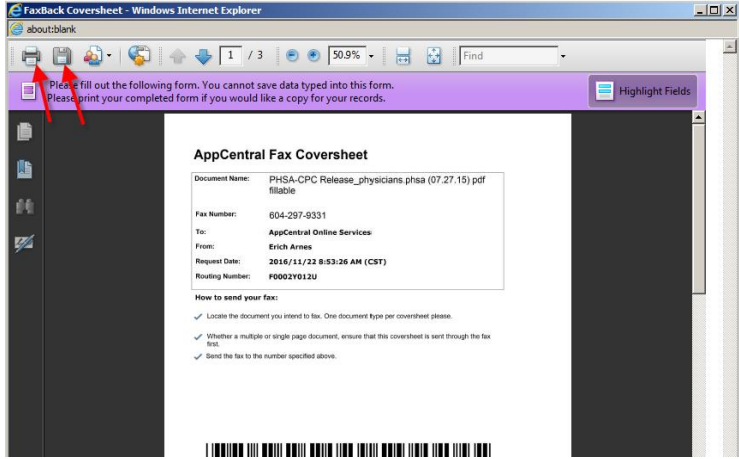 FaxBack Coversheet - Windows Internet Explorer
about:blank
1 / 3 50.9% Find
Please fill out the following form. You cannot save data typed into this form.
Please print your completed form if you would like a copy for your records.
Highlight Fields
AppCentral Fax Coversheet
Document Name: PHSA-CPC Release_physicians.phsa (07.27.15) pdf
fillable
Fax Number: 604-297-9331
To: AppCentral Online Services
From: Erich Arnes
Request Date: 2016/11/22 8:53:26 AM (CST)
Routing Number: F0002Y012U
How to send your fax:
Locate the document you intend to fax. One document type per coversheet please.
Whether a multiple or single page document, ensure that this coversheet is sent through the fax
first.
Send the fax to the number specified above.